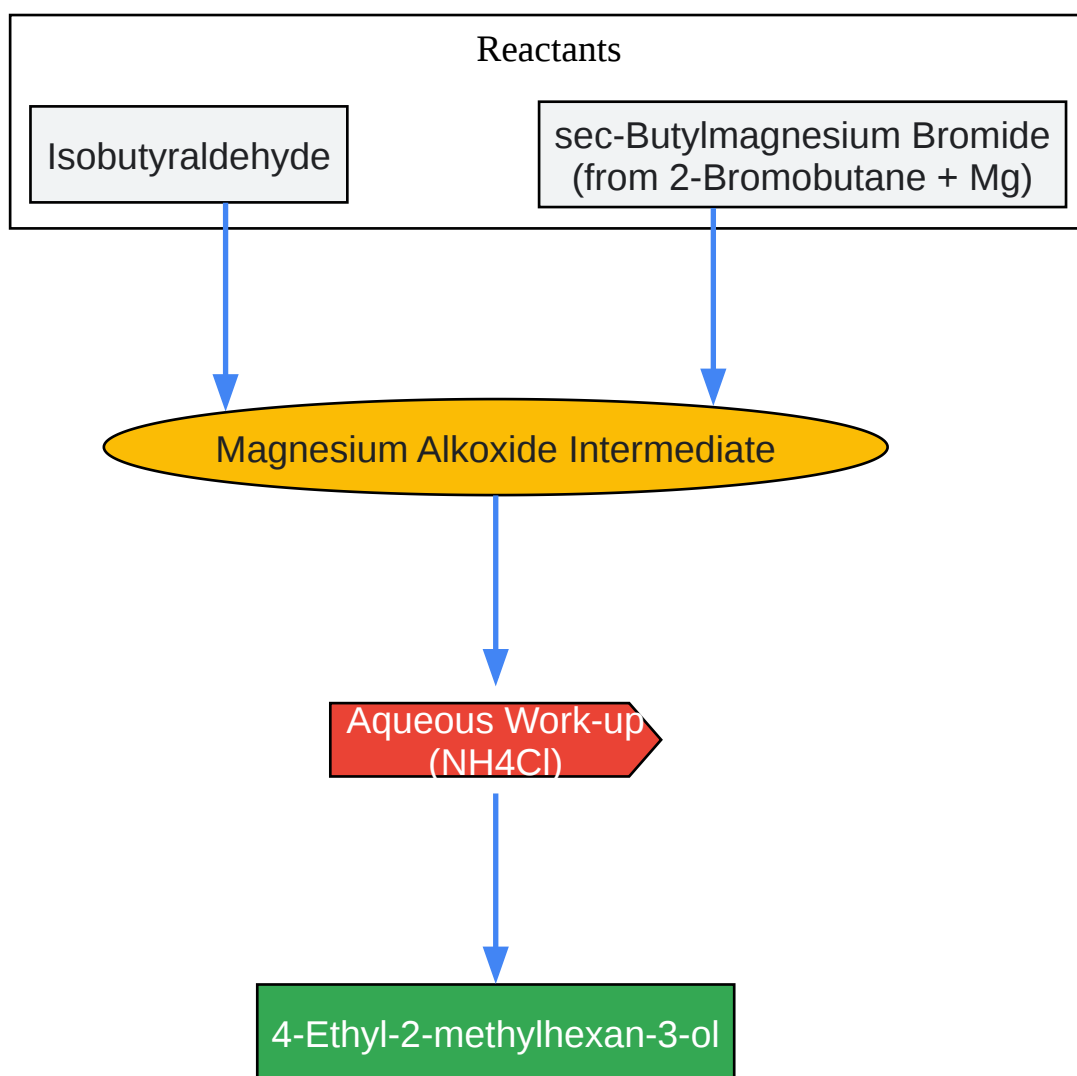 Reactants
Isobutyraldehyde
sec-Butylmagnesium Bromide
(from 2-Bromobutane + Mg)
Magnesium Alkoxide Intermediate
Aqueous Work-up
(NH4Cl)
4-Ethyl-2-methylhexan-3-ol